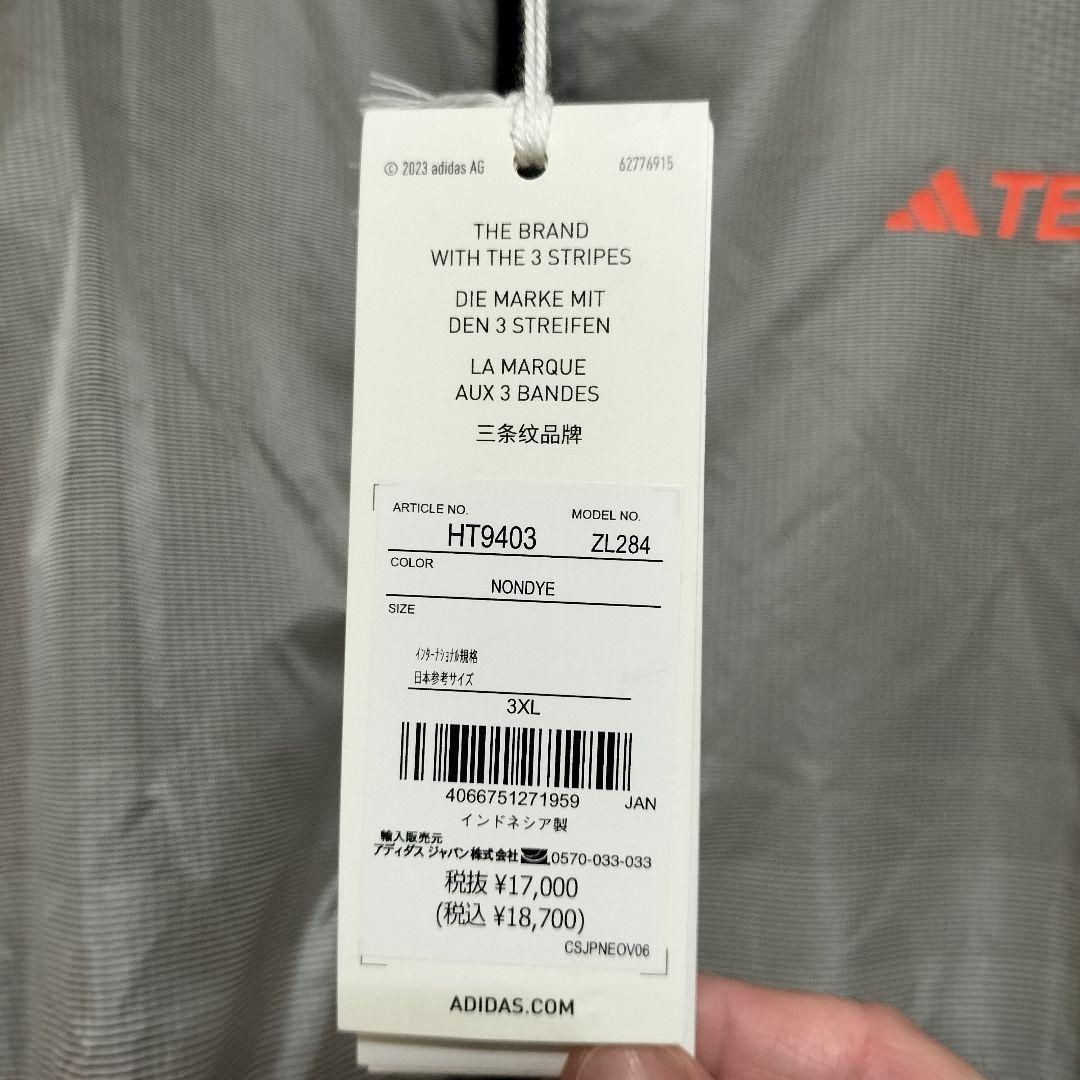 © 2023 adidas AG
62776915
THE BRAND
WITH THE 3 STRIPES
DIE MARKE MIT
DEN 3 STREIFEN
LA MARQUE
AUX 3 BANDES
三条纹品牌
ARTICLE NO.
MODEL NO.
HT9403
ZL284
COLOR
NONDYE
SIZE
インターナショナル規格
日本参考サイズ
3XL
4066751271959 JAN
インドネシア製
輸入販売元
アディダス ジャパン株式会社 0570-033-033
税抜 ¥17,000
(税込 ¥18,700)
CSJPNEOV06
ADIDAS.COM
TE